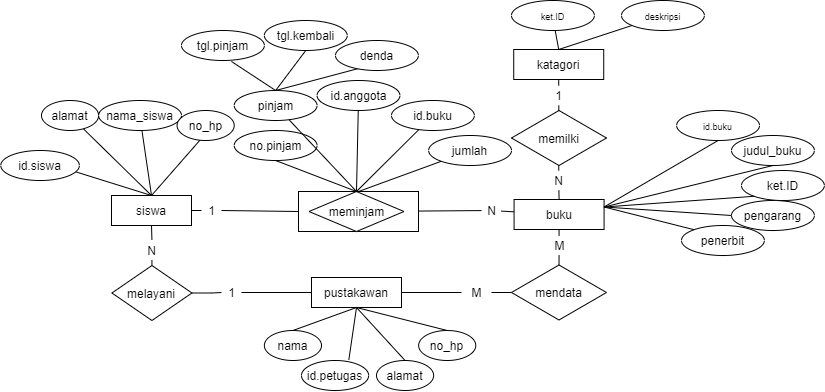 ket.ID
deskripsi
tgl.kembali
tgl.pinjam
denda
katagori
id.anggota
1
pinjam
alamat
nama_siswa
id.buku
no_hp
id.buku
memilki
no.pinjam
jumlah
judul_buku
id.siswa
N
ket.ID
siswa
1
meminjam
N
buku
pengarang
penerbit
N
M
melayani
1
pustakawan
M
mendata
nama
no_hp
id.petugas
alamat